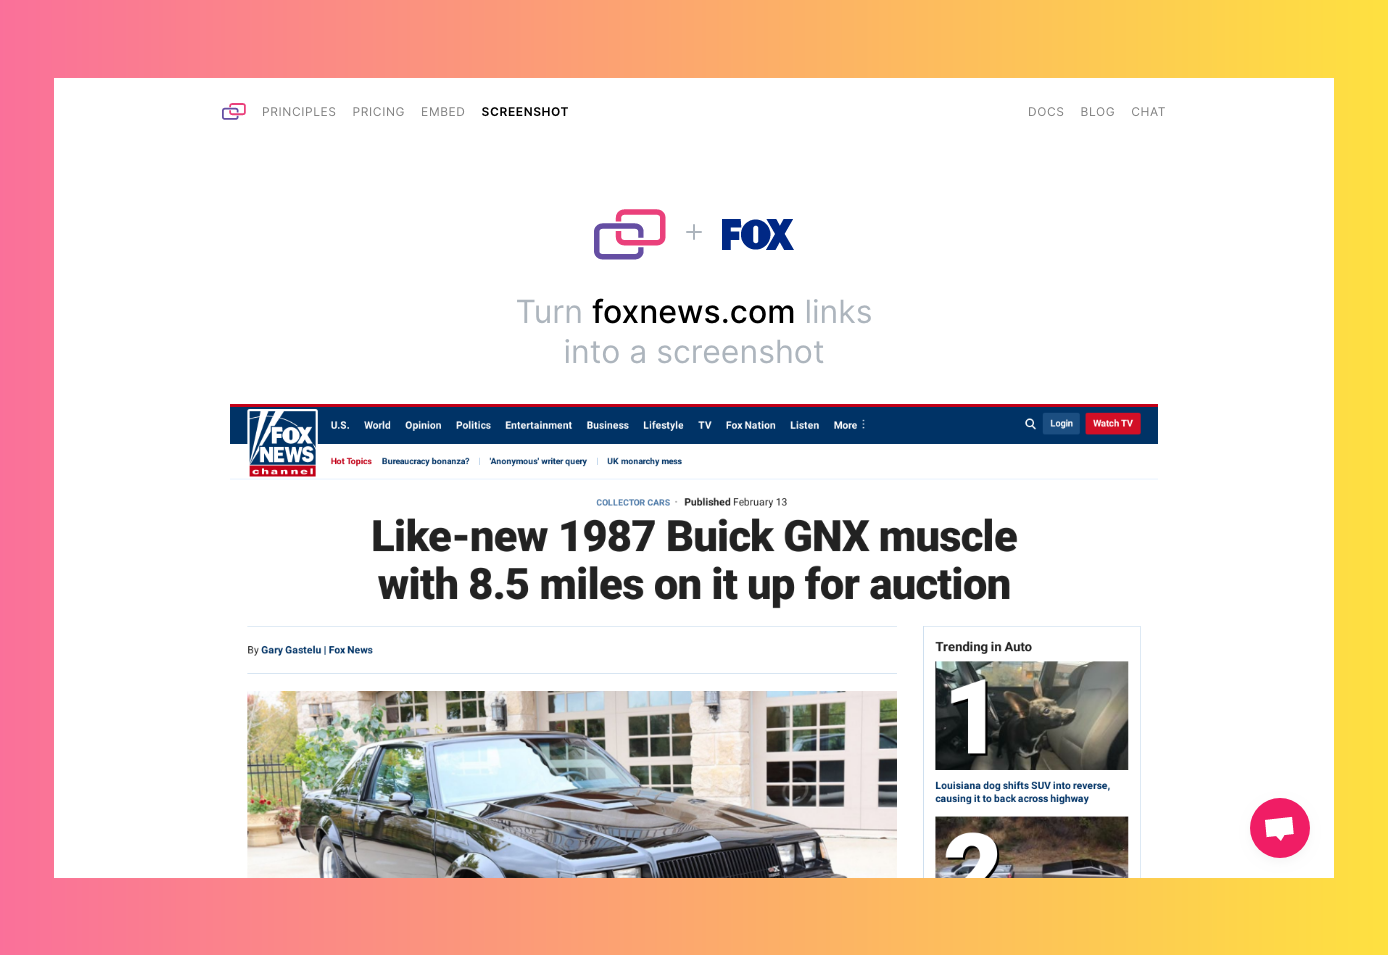 PRINCIPLES PRICING EMBED SCREENSHOT DOCS BLOG CHAT
+ FOX
Turn foxnews.com links
into a screenshot
FOX
NEWS
channel
U.S. World Opinion Politics Entertainment Business Lifestyle TV Fox Nation Listen More Login Watch TV
Hot Topics Bureaucracy bonanza? 'Anonymous' writer query UK monarchy mess
COLLECTOR CARS · Published February 13
Like-new 1987 Buick GNX muscle
with 8.5 miles on it up for auction
By Gary Gastelu | Fox News
Trending in Auto
1
Louisiana dog shifts SUV into reverse,
causing it to back across highway
2